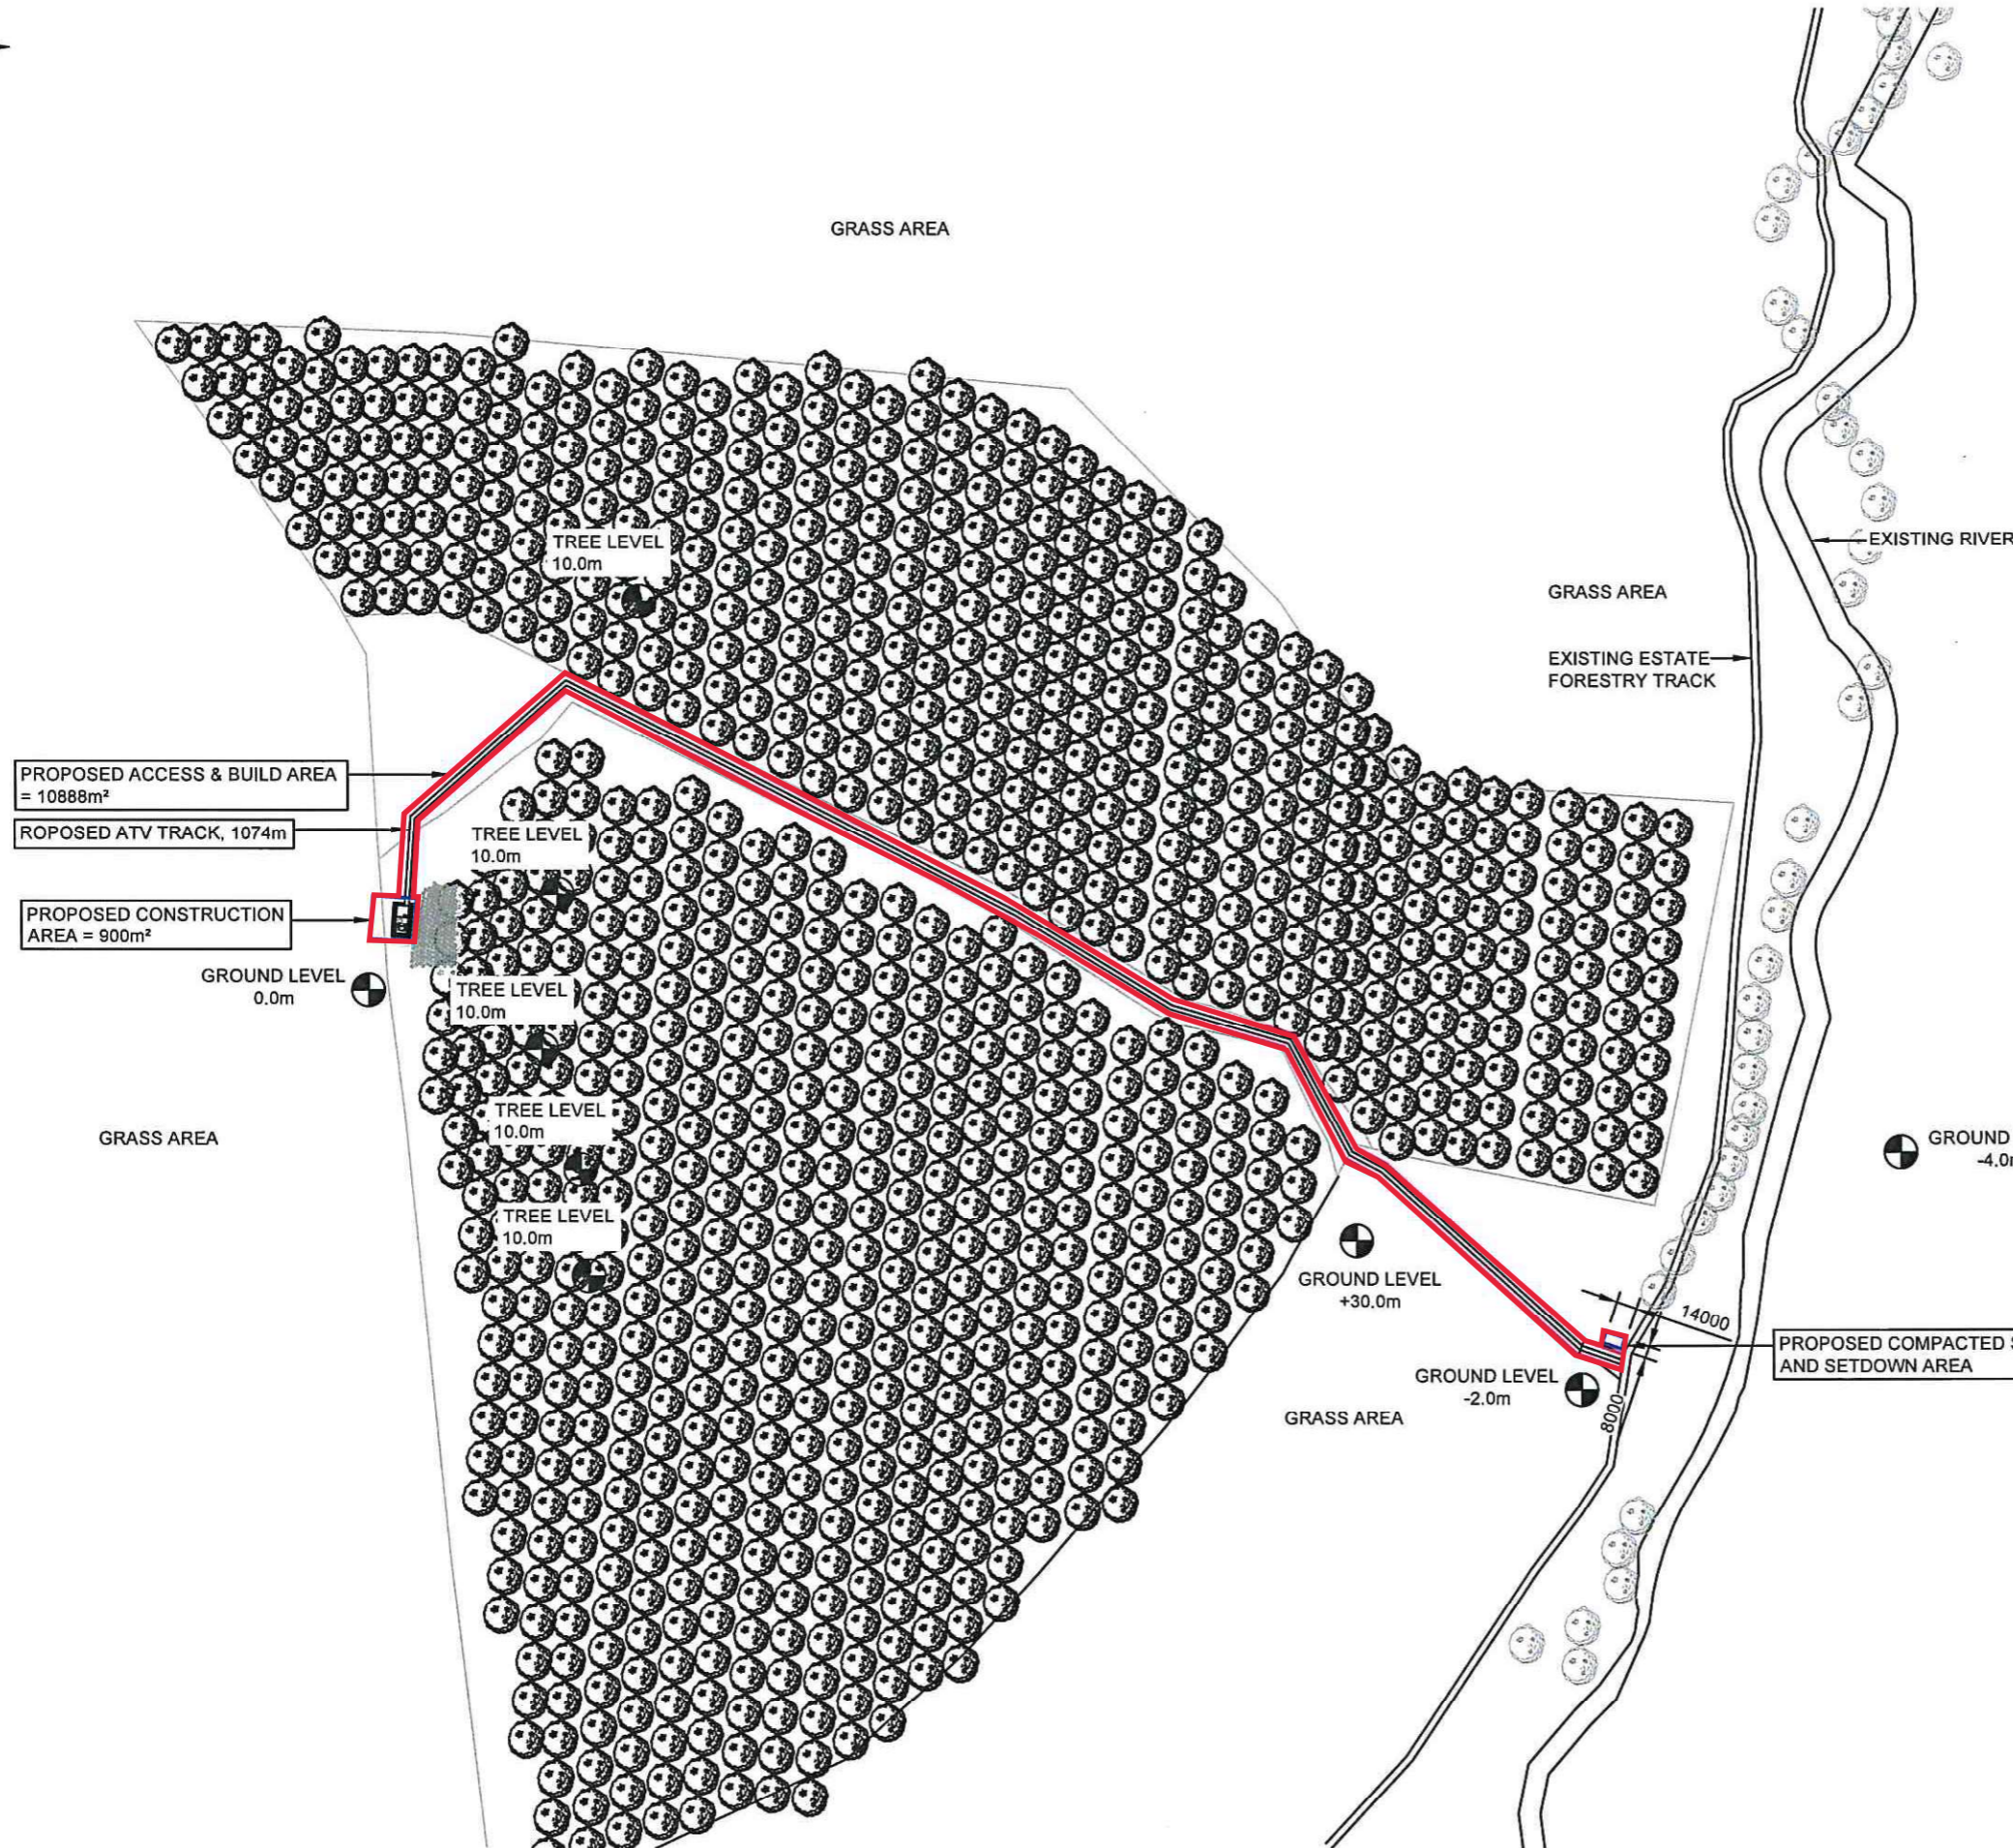 GRASS AREA
TREE LEVEL
10.0m
EXISTING RIVER
GRASS AREA
EXISTING ESTATE
FORESTRY TRACK
PROPOSED ACCESS & BUILD AREA
= 10888m²
ROPOSED ATV TRACK, 1074m
TREE LEVEL
10.0m
PROPOSED CONSTRUCTION
AREA = 900m²
GROUND LEVEL
0.0m
TREE LEVEL
10.0m
GRASS AREA
TREE LEVEL
10.0m
GROUND
-4.0m
TREE LEVEL
10.0m
GROUND LEVEL
+30.0m
14000
PROPOSED COMPACTED S
AND SETDOWN AREA
GROUND LEVEL
-2.0m
8000
GRASS AREA